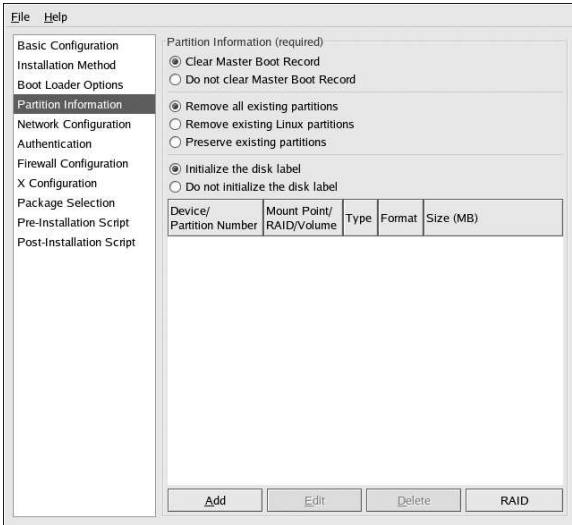 File Help
Basic Configuration
Installation Method
Boot Loader Options
Partition Information
Network Configuration
Authentication
Firewall Configuration
X Configuration
Package Selection
Pre-Installation Script
Post-Installation Script
Partition Information (required)
Clear Master Boot Record
Do not clear Master Boot Record
Remove all existing partitions
Remove existing Linux partitions
Preserve existing partitions
Initialize the disk label
Do not initialize the disk label
Device/
Partition Number
Mount Point/
RAID/Volume
Type
Format
Size (MB)
Add
Edit
Delete
RAID